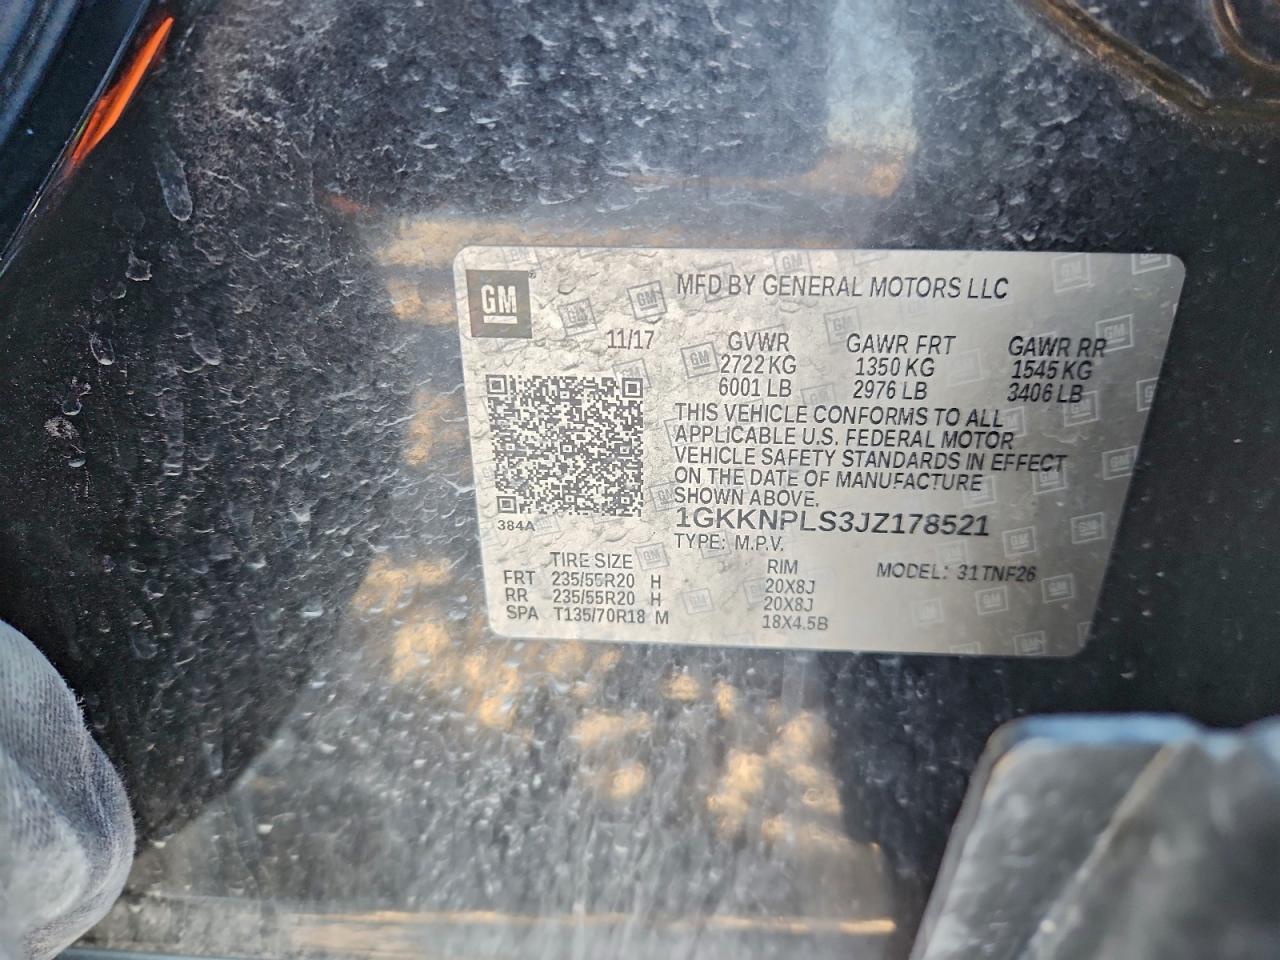 GM
MFD BY GENERAL MOTORS LLC
11/17
GVWR GAWR FRT GAWR RR
2722 KG 1350 KG 1545 KG
6001 LB 2976 LB 3406 LB
THIS VEHICLE CONFORMS TO ALL
APPLICABLE U.S. FEDERAL MOTOR
VEHICLE SAFETY STANDARDS IN EFFECT
ON THE DATE OF MANUFACTURE
SHOWN ABOVE.
384A
1GKKNPLS3JZ178521
TYPE: M.P.V.
TIRE SIZE RIM MODEL: 31TNF26
FRT 235/55R20 H 20X8J
RR 235/55R20 H 20X8J
SPA T135/70R18 M 18X4.5B